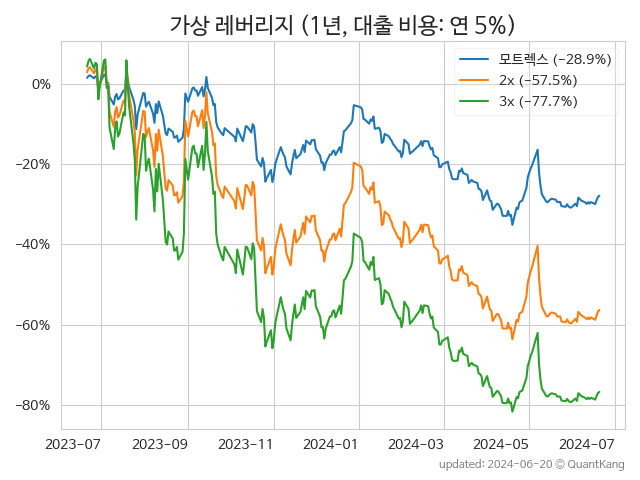 가상 레버리지 (1년, 대출 비용: 연 5%)
모트렉스 (−28.9%)
2x (−57.5%)
3x (−77.7%)
0%
−20%
−40%
−60%
−80%
2023−07 2023−09 2023−11 2024−01 2024−03 2024−05 2024−07
updated: 2024−06−20 © QuantKang